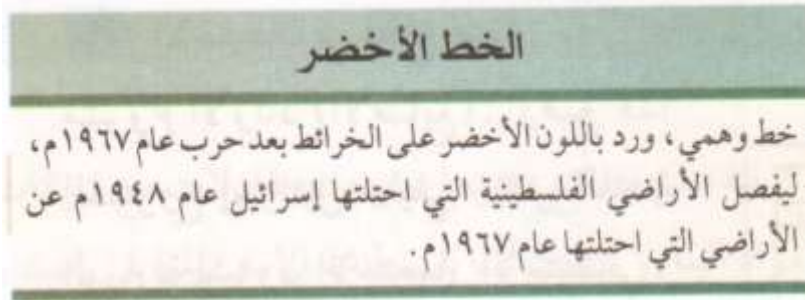 الخط الأخضر
خط وهمي، ورد باللون الأخضر على الخرائط بعد حرب عام ١٩٦٧م،
ليفصل الأراضي الفلسطينية التي احتلتها إسرائيل عام ١٩٤٨م عن
الأراضي التي احتلتها عام ١٩٦٧م.